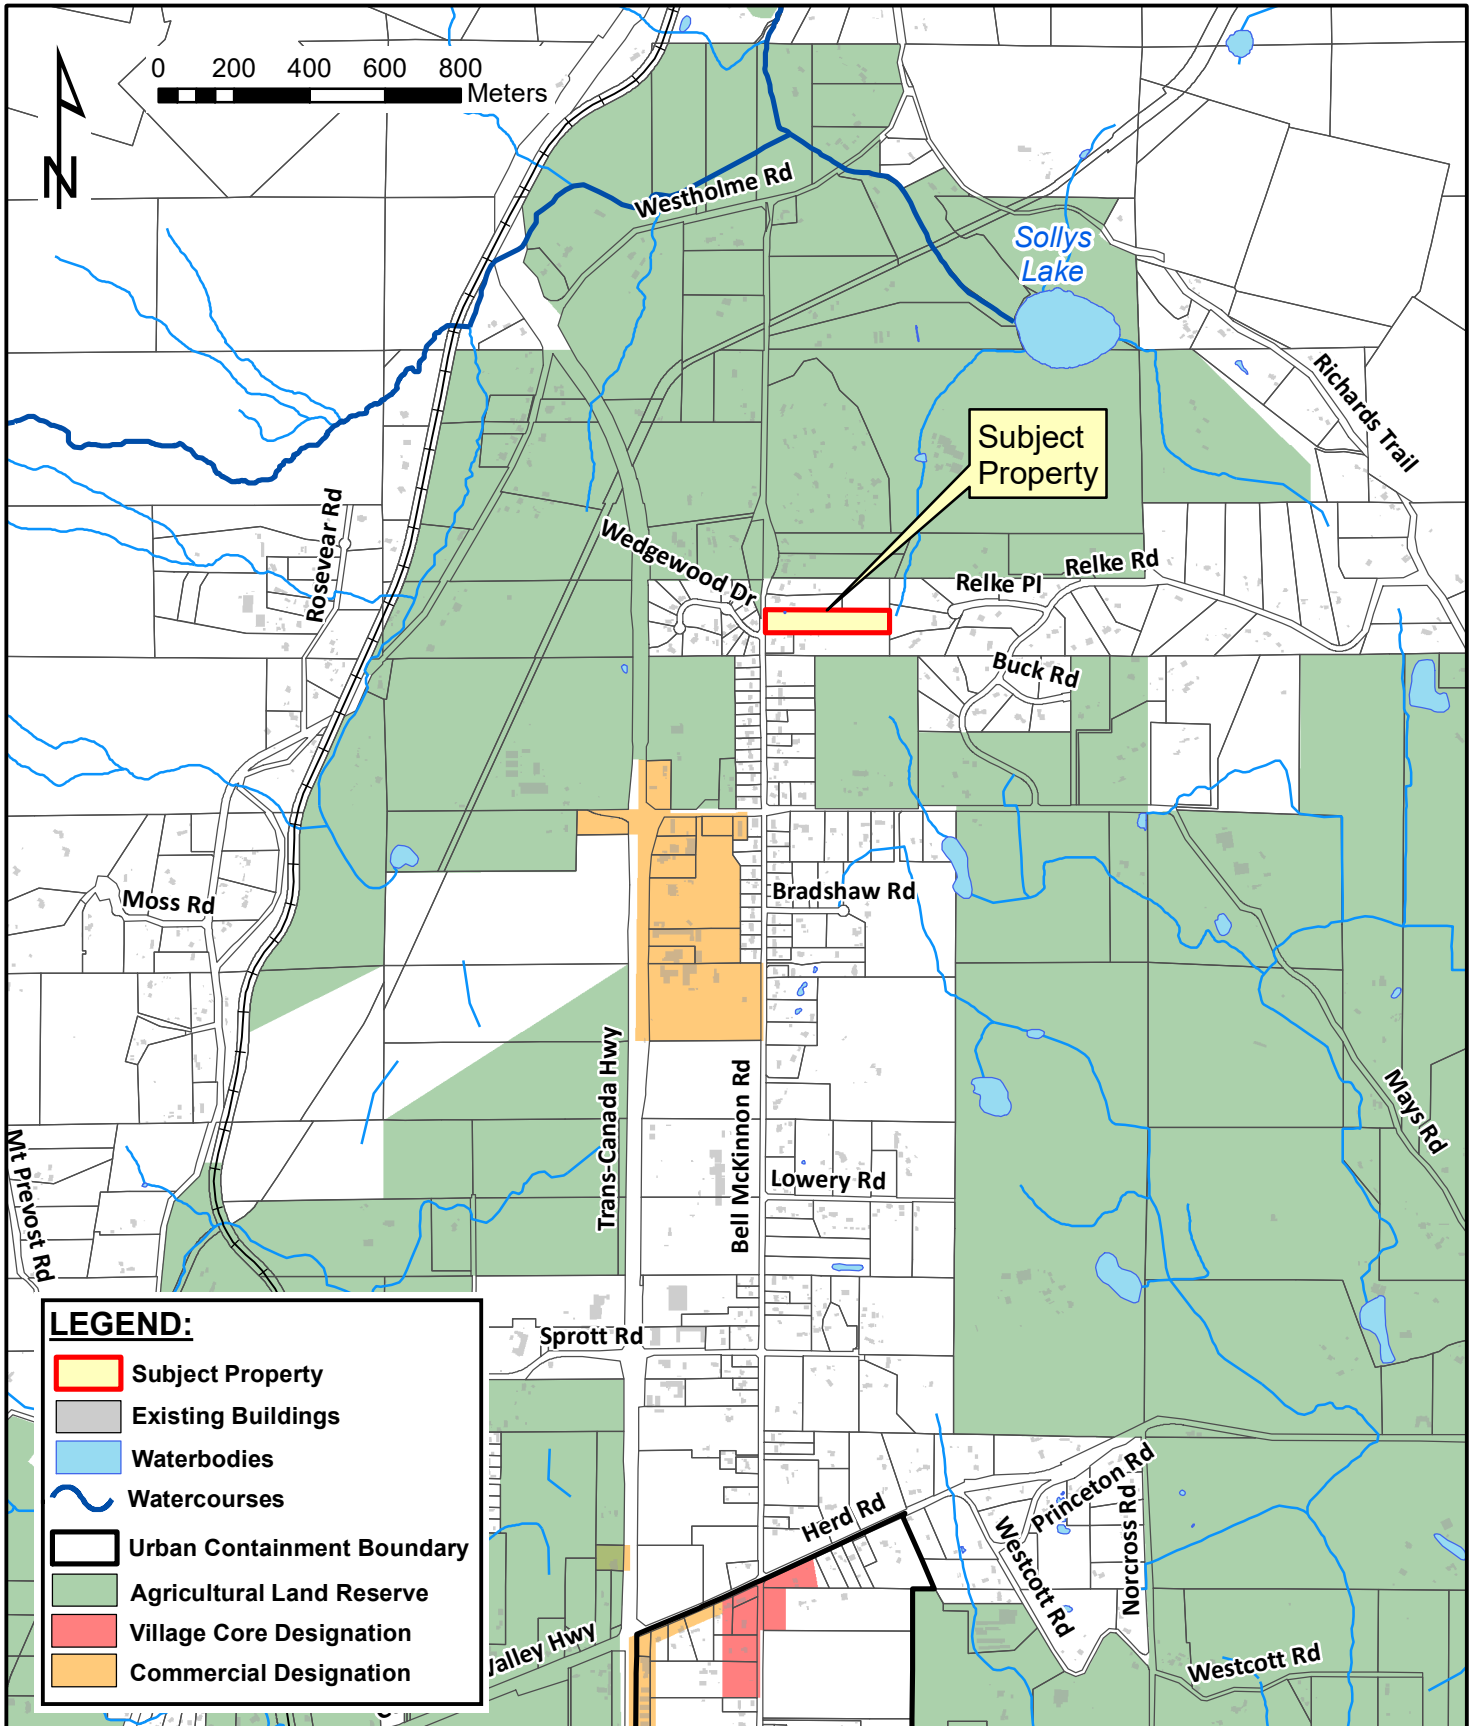 0 200 400 600 800
Meters
N
Westholme Rd
Sollys
Lake
Richards Trail
Subject
Property
Rosevear Rd
Wedgewood Dr
Relke Pl
Relke Rd
Buck Rd
Moss Rd
Bradshaw Rd
Trans-Canada Hwy
Bell McKinnon Rd
Mays Rd
Mt Prevost Rd
Lowery Rd
Sprott Rd
Herd Rd
Princeton Rd
Norcross Rd
Westcott Rd
Westcott Rd
Valley Hwy
LEGEND:
Subject Property
Existing Buildings
Waterbodies
Watercourses
Urban Containment Boundary
Agricultural Land Reserve
Village Core Designation
Commercial Designation